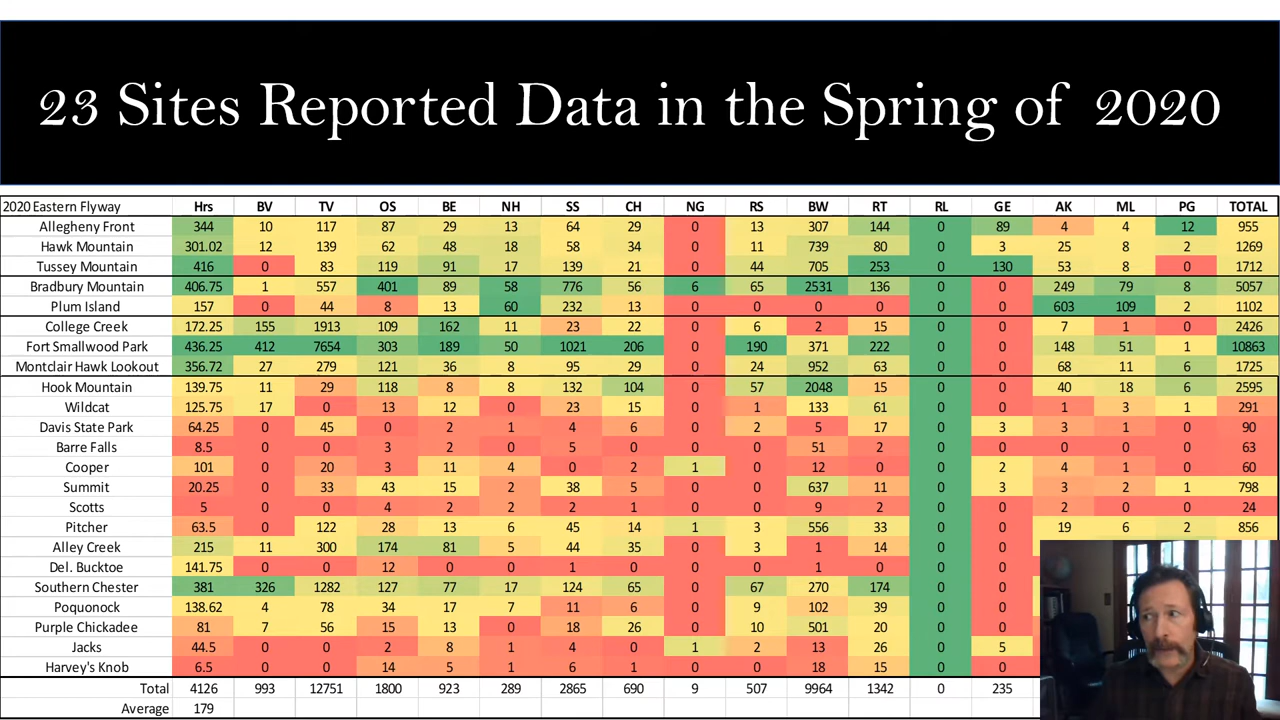 23 Sites Reported Data in the Spring of 2020
2020 Eastern Flyway Hrs BV TV OS BE NH SS CH NG RS BW RT RL GE AK ML PG TOTAL
Allegheny Front 344 10 117 87 29 13 64 29 0 13 307 144 0 89 4 4 12 955
Hawk Mountain 301.02 12 139 62 48 18 58 34 0 11 739 80 0 3 25 8 2 1269
Tussey Mountain 416 0 83 119 91 17 139 21 0 44 705 253 0 130 53 8 0 1712
Bradbury Mountain 406.75 1 557 401 89 58 776 56 6 65 2531 136 0 0 249 79 8 5057
Plum Island 157 0 44 8 13 60 232 13 0 0 0 0 0 0 603 109 2 1102
College Creek 172.25 155 1913 109 162 11 23 22 0 6 2 15 0 0 7 1 0 2426
Fort Smallwood Park 436.25 412 7654 303 189 50 1021 206 0 190 371 222 0 0 148 51 1 10863
Montclair Hawk Lookout 356.72 27 279 121 36 8 95 29 0 24 952 63 0 0 68 11 6 1725
Hook Mountain 139.75 11 29 118 8 8 132 104 0 57 2048 15 0 0 40 18 6 2595
Wildcat 125.75 17 0 13 12 0 23 15 0 1 133 61 0 0 1 3 1 291
Davis State Park 64.25 0 45 0 2 1 4 6 0 2 5 17 0 3 3 1 0 90
Barre Falls 8.5 0 0 3 2 0 5 0 0 0 51 2 0 0 0 0 0 63
Cooper 101 0 20 3 11 4 0 2 1 0 12 0 0 2 4 1 0 60
Summit 20.25 0 33 43 15 2 38 5 0 0 637 11 0 3 3 2 1 798
Scotts 5 0 0 4 2 2 2 1 0 0 9 2 0 0 2 0 0 24
Pitcher 63.5 0 122 28 13 6 45 14 1 3 556 33 0 0 19 6 2 856
Alley Creek 215 11 300 174 81 5 44 35 0 3 1 14 0 0
Del. Bucktoe 141.75 0 0 12 0 0 1 0 0 0 1 0 0 0
Southern Chester 381 326 1282 127 77 17 124 65 0 67 270 174 0 0
Poquonock 138.62 4 78 34 17 7 11 6 0 9 102 39 0 0
Purple Chickadee 81 7 56 15 13 0 18 26 0 10 501 20 0 0
Jacks 44.5 0 0 2 8 1 4 0 1 2 13 26 0 5
Harvey's Knob 6.5 0 0 14 5 1 6 1 0 0 18 15 0 0
Total 4126 993 12751 1800 923 289 2865 690 9 507 9964 1342 0 235
Average 179